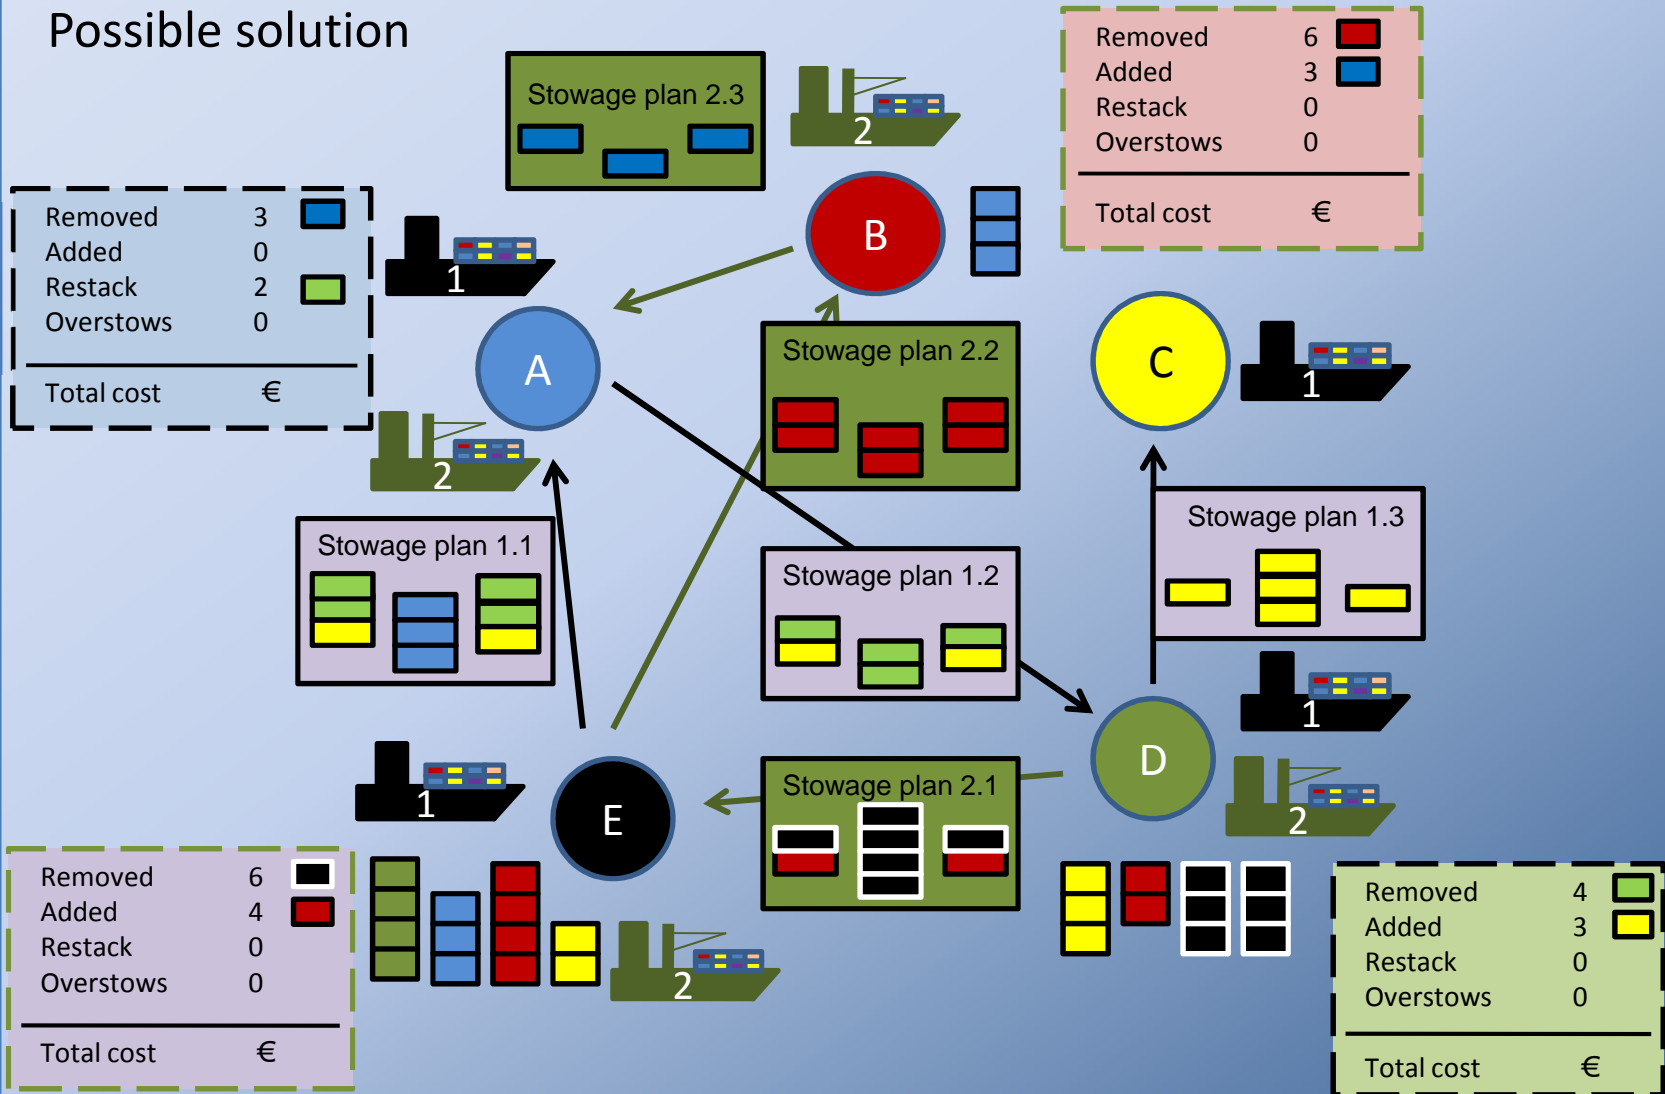 Possible solution
Stowage plan 2.3
2
Removed 6
Added 3
Restack 0
Overstows 0
Total cost €
Removed 3
Added 0
Restack 2
Overstows 0
Total cost €
1
B
A
2
Stowage plan 2.2
C
1
Stowage plan 1.1
Stowage plan 1.2
Stowage plan 1.3
1
D
2
Stowage plan 2.1
1
E
2
Removed 6
Added 4
Restack 0
Overstows 0
Total cost €
Removed 4
Added 3
Restack 0
Overstows 0
Total cost €